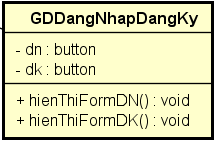 GDDangNhapDangKy
- dn : button
- dk : button
+ hienThiFormDN() : void
+ hienThiFormDK() : void